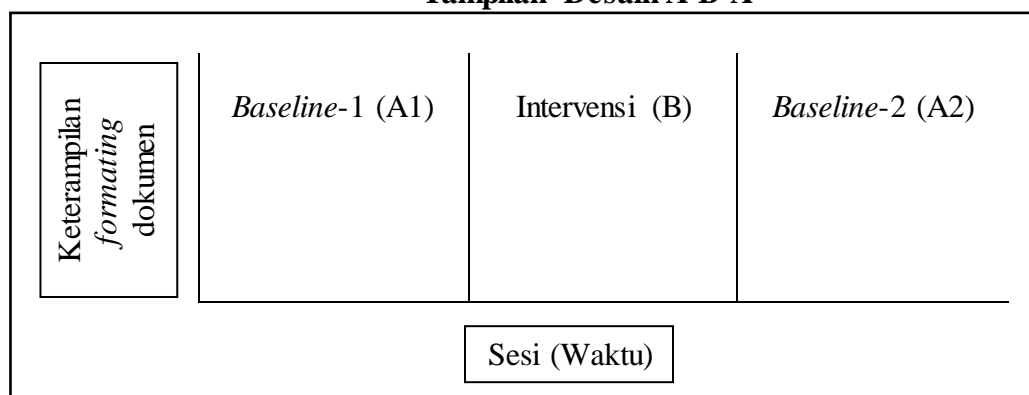 Tampilan Desain A-B-A
Baseline-1 (A1)
Intervensi (B)
Baseline-2 (A2)
Keterampilan
formating
dokumen
Sesi (Waktu)